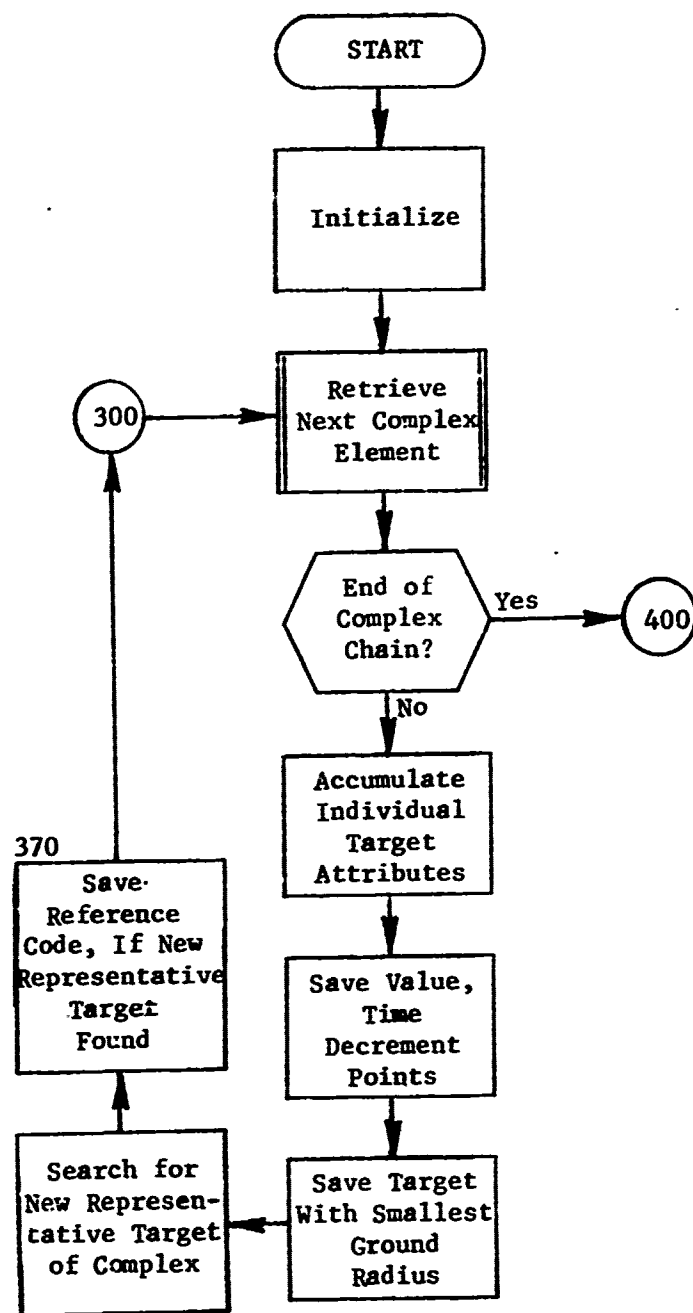 START
Initialize
300
Retrieve
Next Complex
Element
End of
Complex
Chain?
Yes
400
No
Accumulate
Individual
Target
Attributes
370
Save
Reference
Code, If New
Representative
Target
Found
Save Value,
Time
Decrement
Points
Search for
New Represen-
tative Target
of Complex
Save Target
With Smallest
Ground
Radius